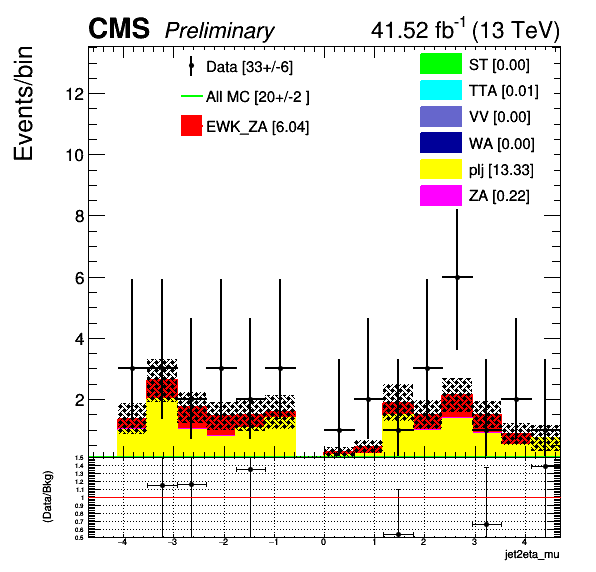 CMS Preliminary 41.52 fb-1 (13 TeV)
Events/bin
Data [33+/-6]
All MC [20+/-2 ]
EWK_ZA [6.04]
ST [0.00]
TTA [0.01]
VV [0.00]
WA [0.00]
plj [13.33]
ZA [0.22]
12
10
8
6
4
2
(Data/Bkg)
1.5
1.4
1.3
1.2
1.1
1
0.9
0.8
0.7
0.6
0.5
−4 −3 −2 −1 0 1 2 3 4
jet2eta_mu